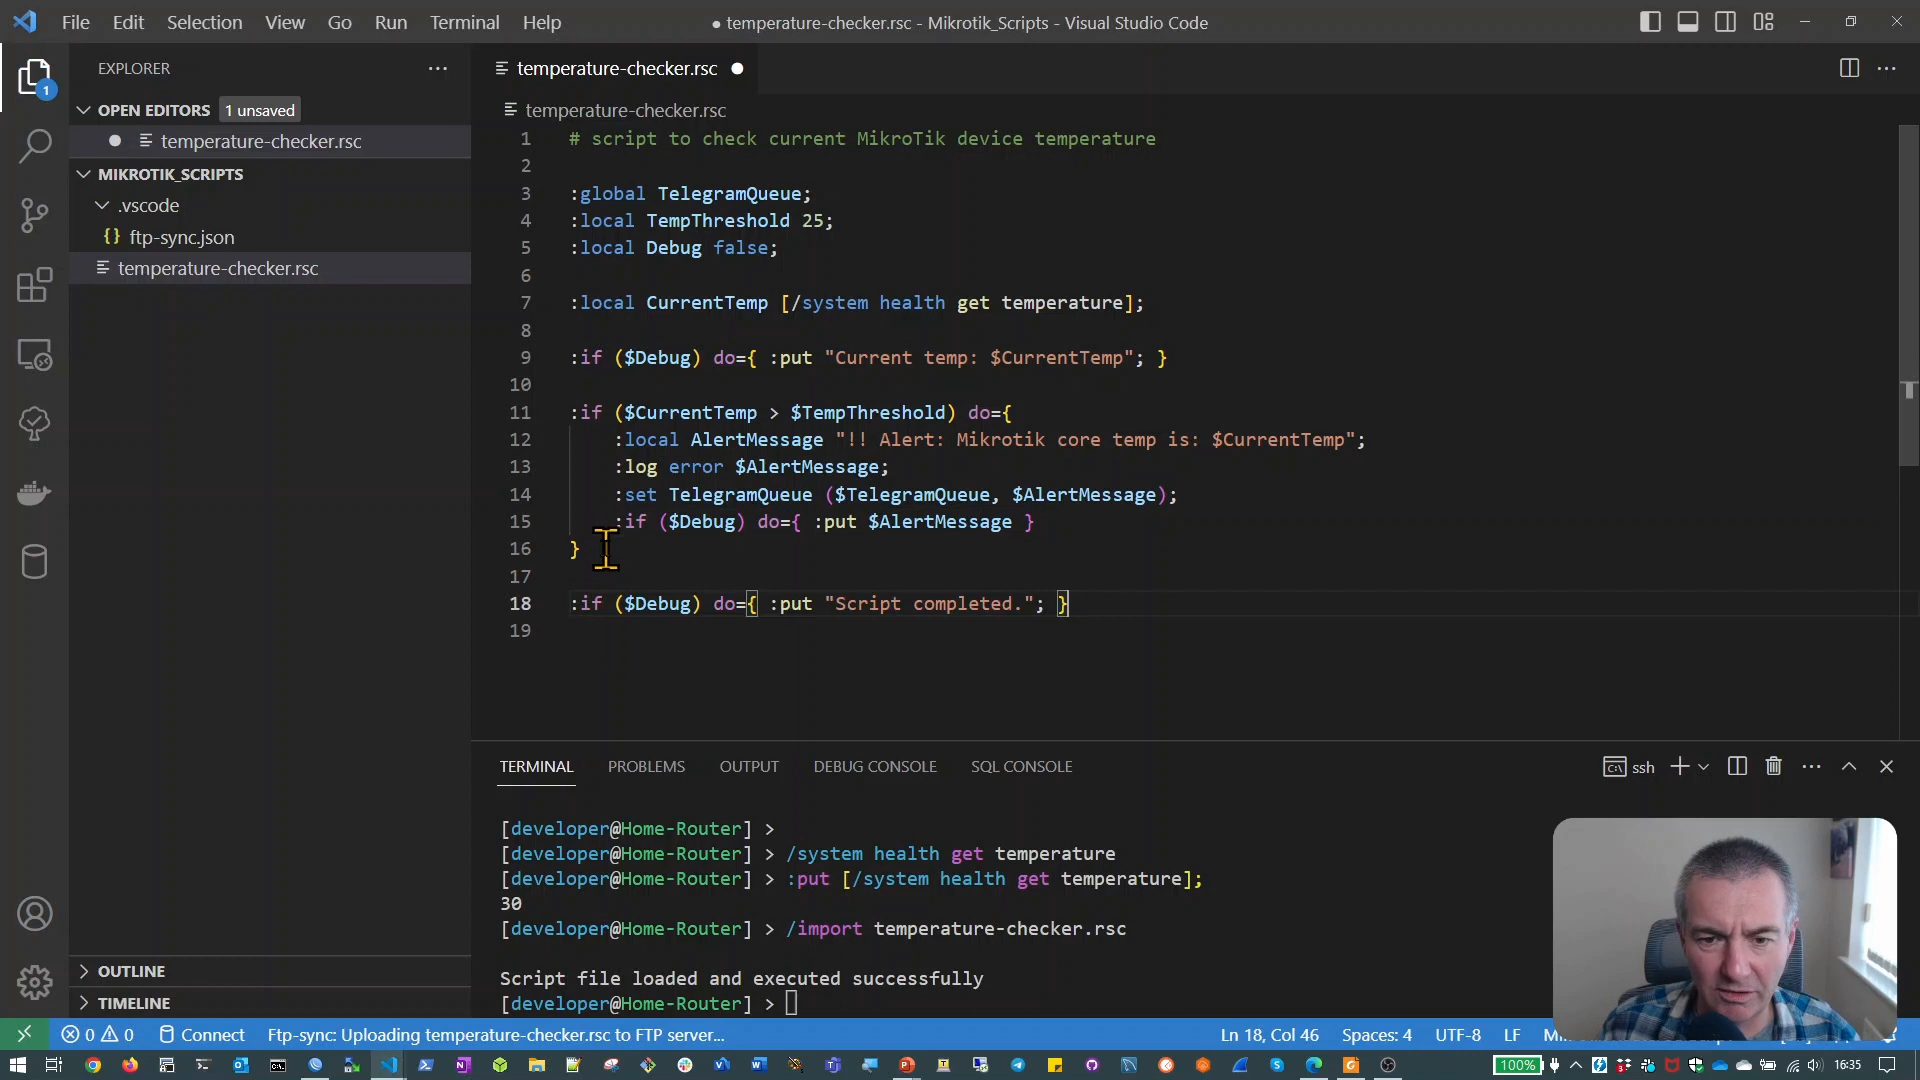 File Edit Selection View Go Run Terminal Help
● temperature-checker.rsc - Mikrotik_Scripts - Visual Studio Code
EXPLORER
OPEN EDITORS 1 unsaved
temperature-checker.rsc
MIKROTIK_SCRIPTS
.vscode
{} ftp-sync.json
temperature-checker.rsc
OUTLINE
TIMELINE
1
temperature-checker.rsc
temperature-checker.rsc
1 # script to check current MikroTik device temperature
2
3 :global TelegramQueue;
4 :local TempThreshold 25;
5 :local Debug false;
6
7 :local CurrentTemp [/system health get temperature];
8
9 :if ($Debug) do={ :put "Current temp: $CurrentTemp"; }
10
11 :if ($CurrentTemp > $TempThreshold) do={
12 :local AlertMessage "!! Alert: Mikrotik core temp is: $CurrentTemp";
13 :log error $AlertMessage;
14 :set TelegramQueue ($TelegramQueue, $AlertMessage);
15 :if ($Debug) do={ :put $AlertMessage }
16 }
17
18 :if ($Debug) do={ :put "Script completed."; }
19
TERMINAL PROBLEMS OUTPUT DEBUG CONSOLE SQL CONSOLE
ssh
[developer@Home-Router] >
[developer@Home-Router] > /system health get temperature
[developer@Home-Router] > :put [/system health get temperature];
30
[developer@Home-Router] > /import temperature-checker.rsc
Script file loaded and executed successfully
[developer@Home-Router] >
0 0 Connect Ftp-sync: Uploading temperature-checker.rsc to FTP server...
Ln 18, Col 46 Spaces: 4 UTF-8 LF
100% 16:35